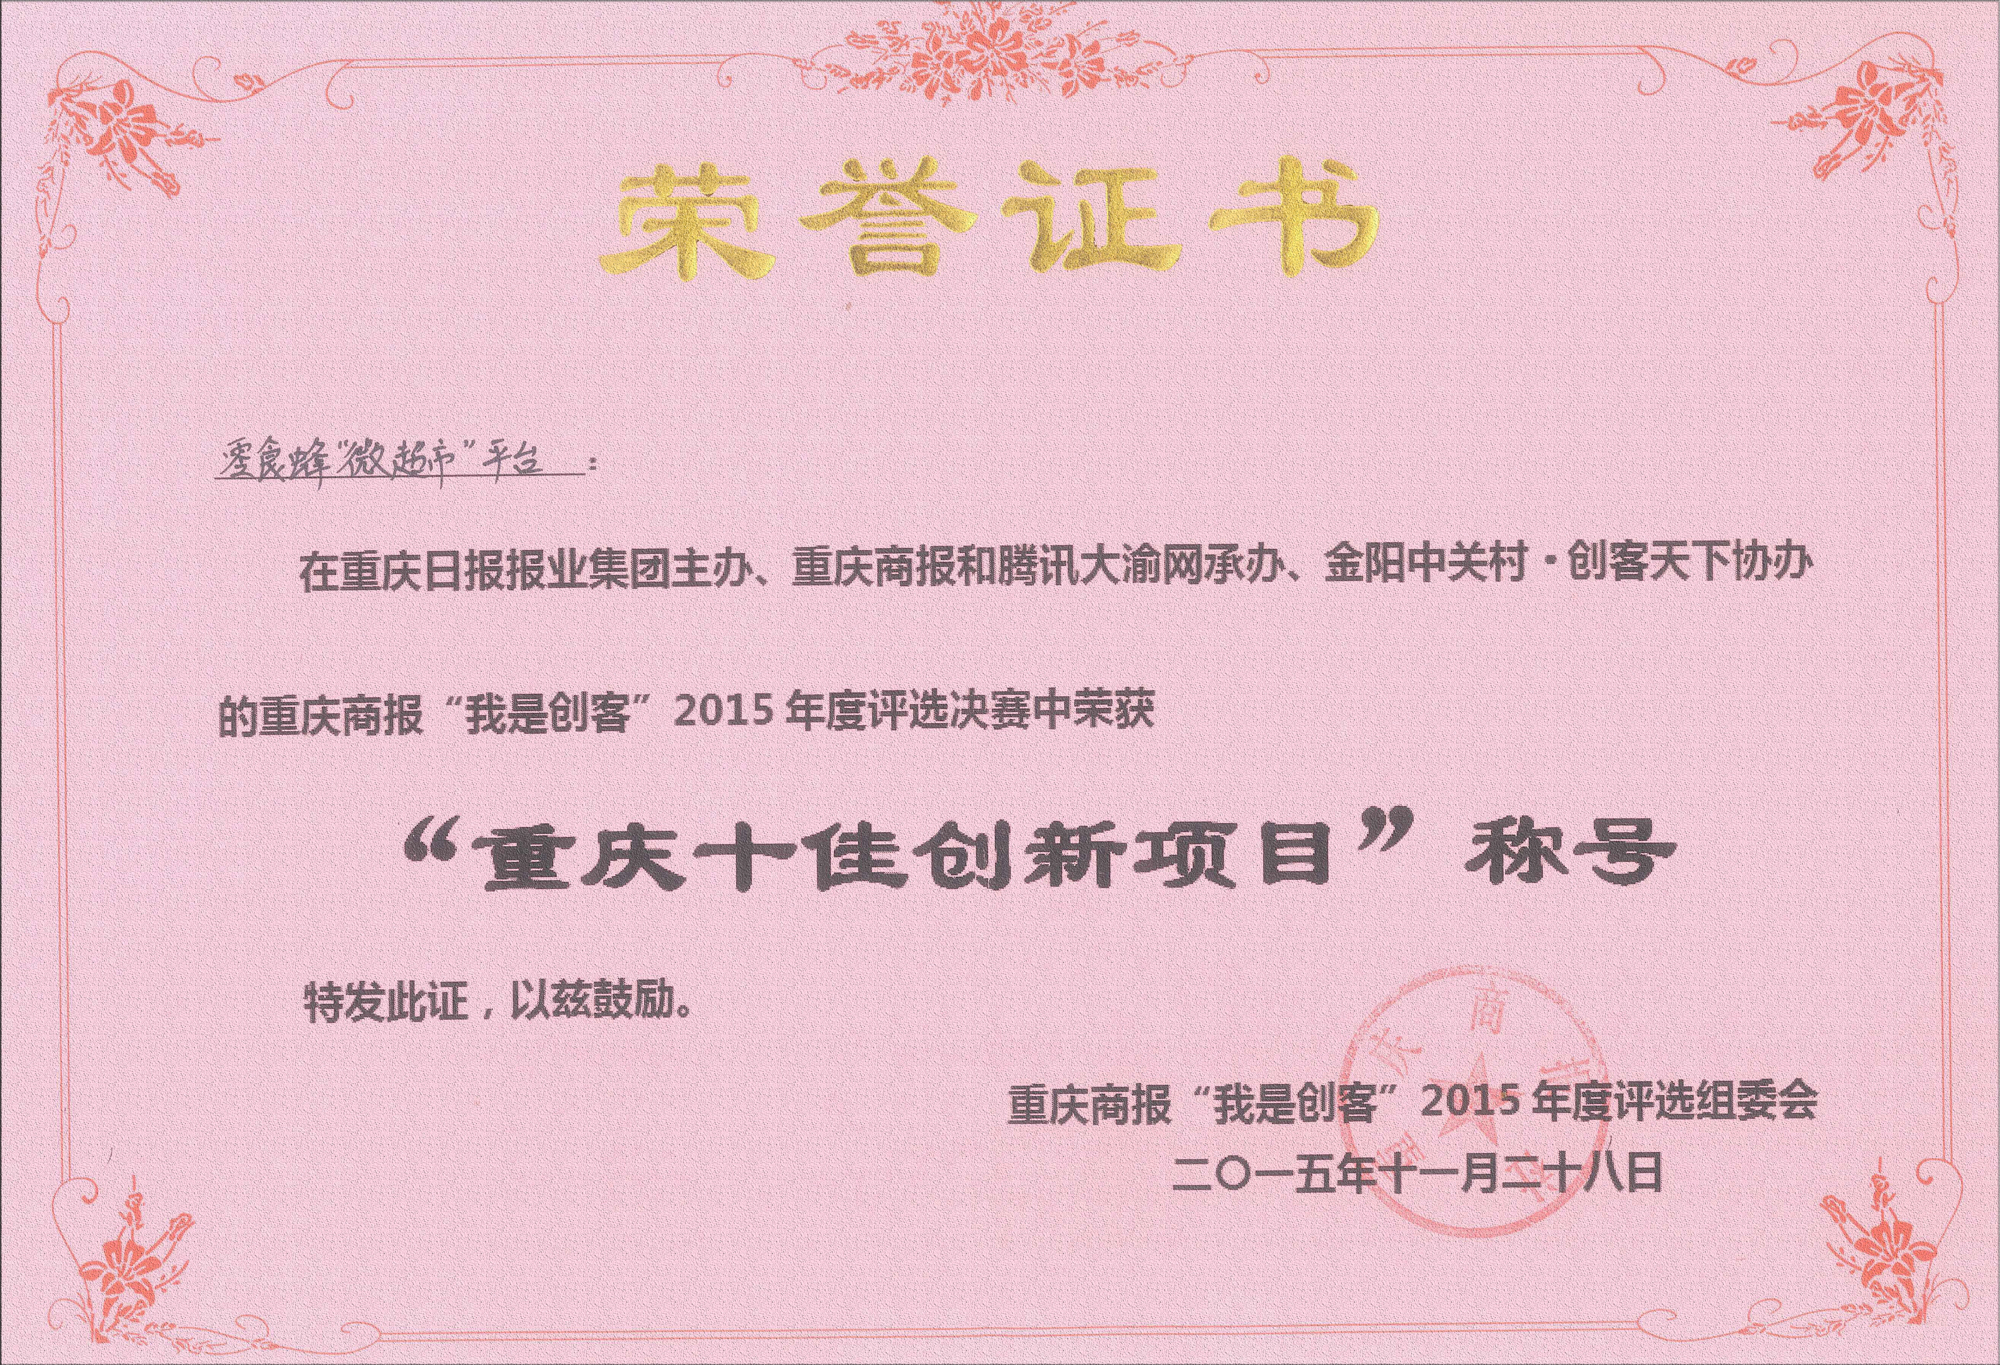 荣誉证书
零食蜂“微超市”平台：
在重庆日报报业集团主办、重庆商报和腾讯大渝网承办、金阳中关村·创客天下协办
的重庆商报“我是创客”2015年度评选决赛中荣获
“重庆十佳创新项目”称号
特发此证，以兹鼓励。
重庆商报“我是创客”2015年度评选组委会
二〇一五年十一月二十八日
重庆商报社